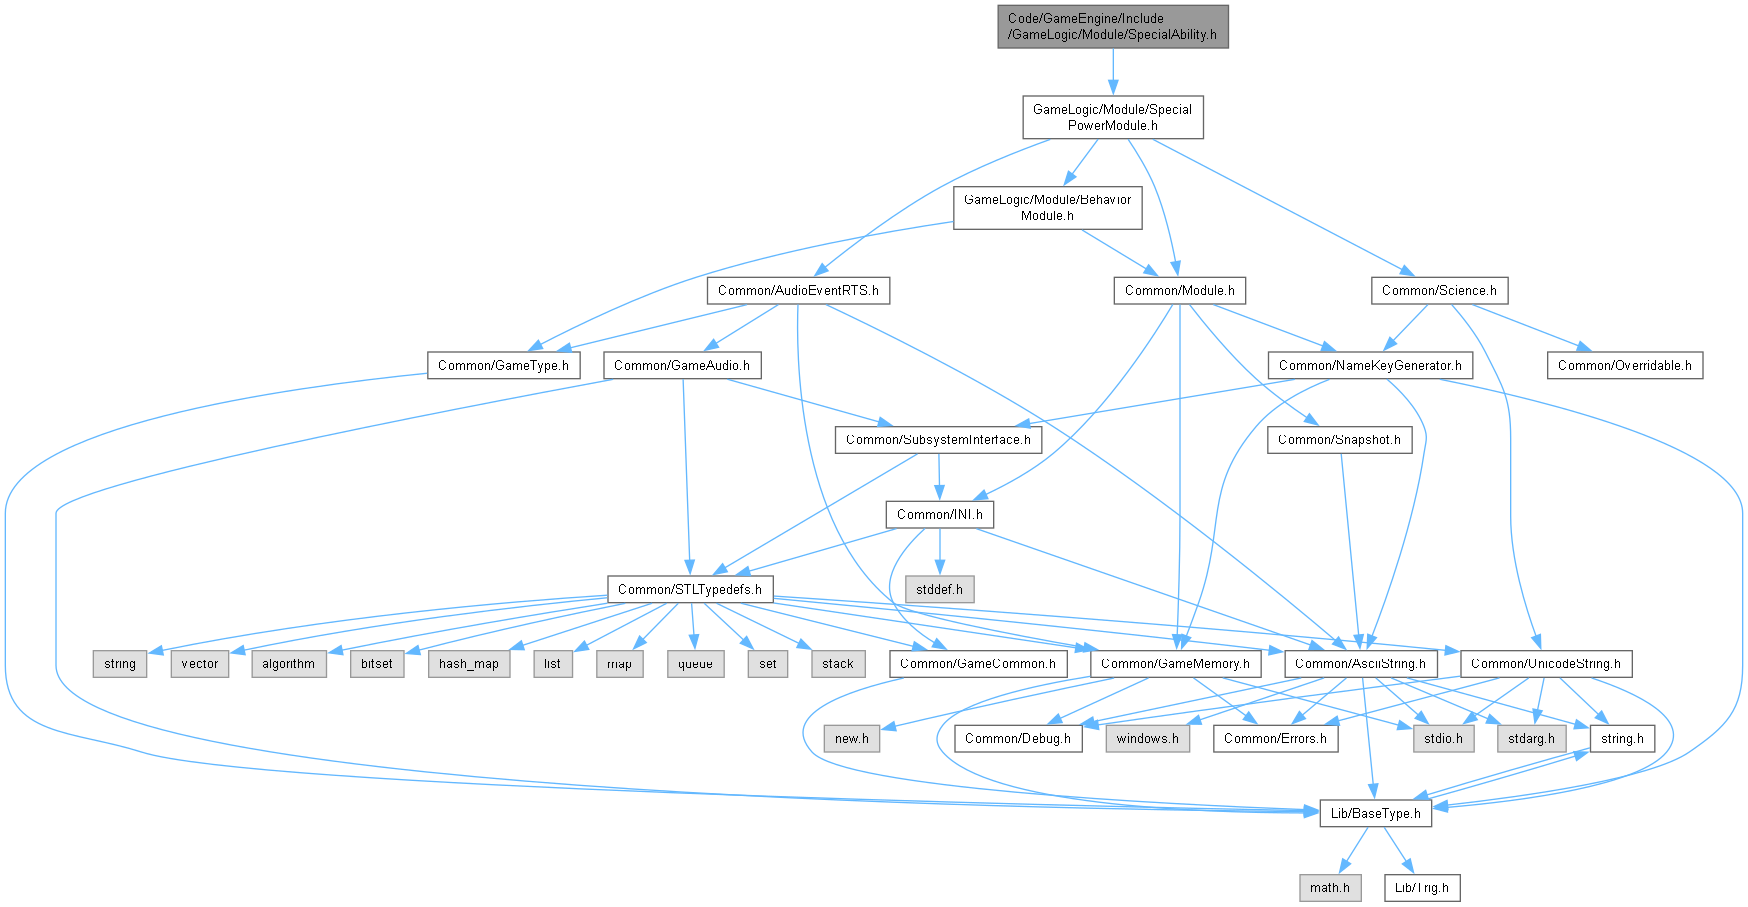 Code/GameEngine/Include
/GameLogic/Module/SpecialAbility.h
GameLogic/Module/Special
PowerModule.h
GameLogic/Module/Behavior
Module.h
Common/AudioEventRTS.h
Common/Module.h
Common/Science.h
Common/GameType.h
Common/GameAudio.h
Common/NameKeyGenerator.h
Common/Overridable.h
Common/SubsystemInterface.h
Common/Snapshot.h
Common/INI.h
Common/STLTypedefs.h
stddef.h
string
vector
algorithm
bitset
hash_map
list
map
queue
set
stack
Common/GameCommon.h
Common/GameMemory.h
Common/AsciiString.h
Common/UnicodeString.h
new.h
Common/Debug.h
windows.h
Common/Errors.h
stdio.h
stdarg.h
string.h
Lib/BaseType.h
math.h
Lib/Trig.h